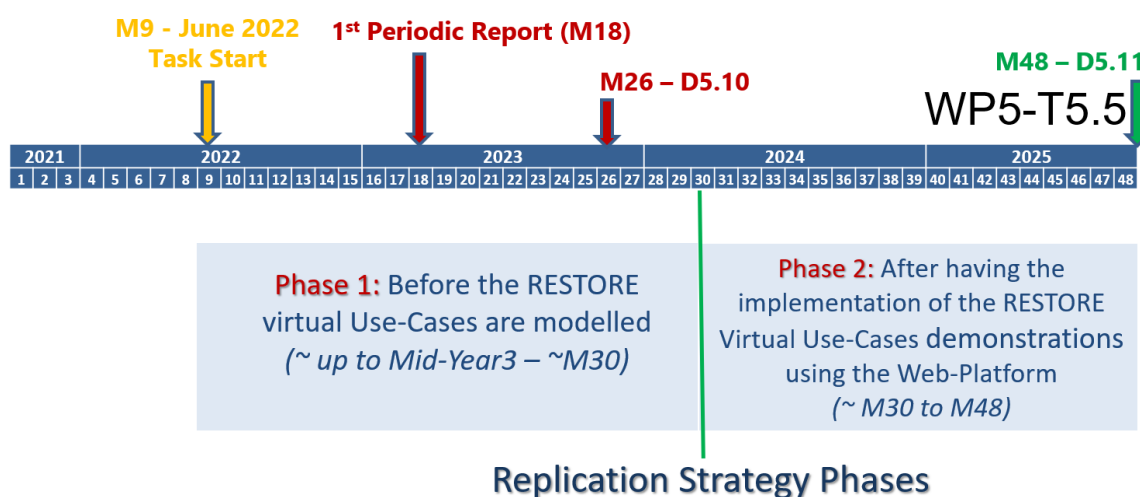 M9 - June 2022
Task Start
1st Periodic Report (M18)
M26 – D5.10
M48 – D5.11
WP5-T5.5
2021 2022 2023 2024 2025
1 2 3 4 5 6 7 8 9 10 11 12 13 14 15 16 17 18 19 20 21 22 23 24 25 26 27 28 29 30 31 32 33 34 35 36 37 38 39 40 41 42 43 44 45 46 47 48
Phase 1: Before the RESTORE
virtual Use-Cases are modelled
(~ up to Mid-Year3 – ~M30)
Phase 2: After having the
implementation of the RESTORE
Virtual Use-Cases demonstrations
using the Web-Platform
(~ M30 to M48)
Replication Strategy Phases